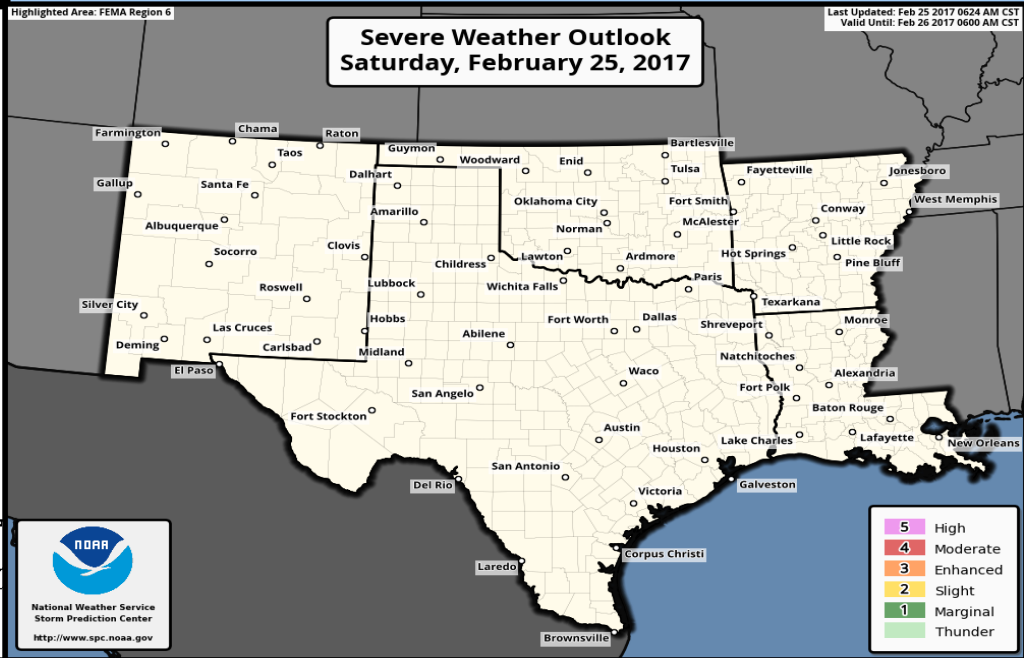 Highlighted Area: FEMA Region 6
Last Updated: Feb 25 2017 0624 AM CST
Valid Until: Feb 26 2017 0600 AM CST
Severe Weather Outlook
Saturday, February 25, 2017
Farmington
Chama
Raton
Taos
Guymon
Woodward
Enid
Bartlesville
Tulsa
Fayetteville
Jonesboro
Gallup
Santa Fe
Dalhart
Oklahoma City
Fort Smith
West Memphis
Albuquerque
Amarillo
Norman
McAlester
Conway
Socorro
Clovis
Childress
Lawton
Ardmore
Hot Springs
Little Rock
Pine Bluff
Roswell
Lubbock
Wichita Falls
Paris
Texarkana
Silver City
Las Cruces
Hobbs
Abilene
Fort Worth
Dallas
Shreveport
Monroe
Deming
Carlsbad
Midland
Natchitoches
El Paso
San Angelo
Waco
Fort Polk
Alexandria
Fort Stockton
Austin
Baton Rouge
Houston
Lake Charles
Lafayette
New Orleans
Del Rio
San Antonio
Victoria
Galveston
Laredo
Corpus Christi
Brownsville
NOAA
National Weather Service
Storm Prediction Center
http://www.spc.noaa.gov
5 High
4 Moderate
3 Enhanced
2 Slight
1 Marginal
Thunder